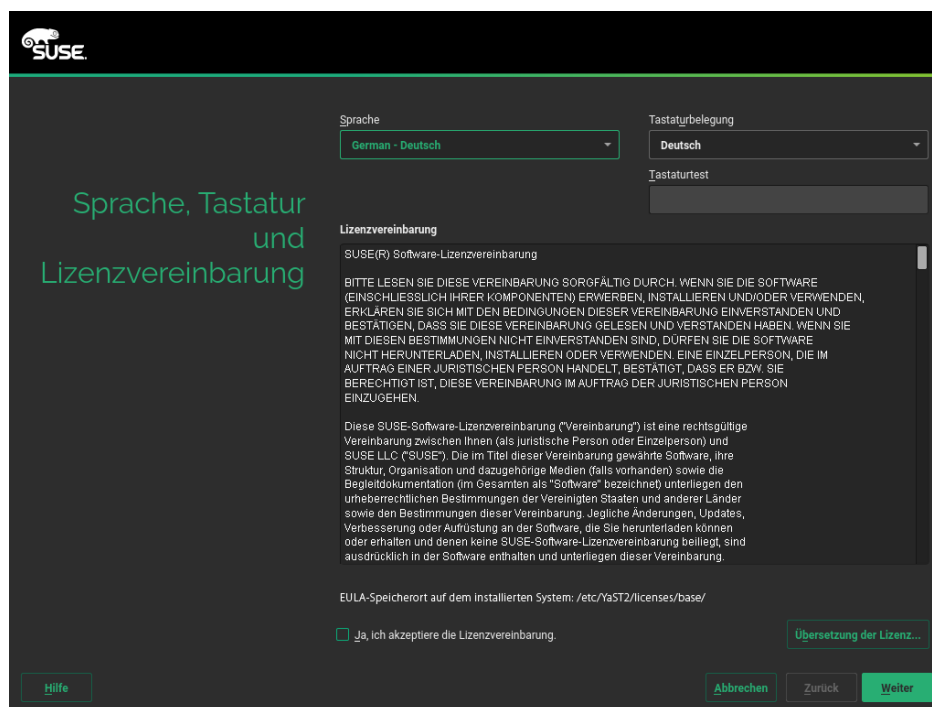 SUSE.
Sprache
Tastaturbelegung
German - Deutsch
Deutsch
Tastaturtest
Sprache, Tastatur
und
Lizenzvereinbarung
Lizenzvereinbarung
SUSE(R) Software-Lizenzvereinbarung
BITTE LESEN SIE DIESE VEREINBARUNG SORGFÄLTIG DURCH. WENN SIE DIE SOFTWARE
(EINSCHLIESSLICH IHRER KOMPONENTEN) ERWERBEN, INSTALLIEREN UND/ODER VERWENDEN,
ERKLÄREN SIE SICH MIT DEN BEDINGUNGEN DIESER VEREINBARUNG EINVERSTANDEN UND
BESTÄTIGEN, DASS SIE DIESE VEREINBARUNG GELESEN UND VERSTANDEN HABEN. WENN SIE
MIT DIESEN BESTIMMUNGEN NICHT EINVERSTANDEN SIND, DÜRFEN SIE DIE SOFTWARE
NICHT HERUNTERLADEN, INSTALLIEREN ODER VERWENDEN. EINE EINZELPERSON, DIE IM
AUFTRAG EINER JURISTISCHEN PERSON HANDELT, BESTÄTIGT, DASS ER BZW. SIE
BERECHTIGT IST, DIESE VEREINBARUNG IM AUFTRAG DER JURISTISCHEN PERSON
EINZUGEHEN.
Diese SUSE-Software-Lizenzvereinbarung ("Vereinbarung") ist eine rechtsgültige
Vereinbarung zwischen Ihnen (als juristische Person oder Einzelperson) und
SUSE LLC ("SUSE"). Die im Titel dieser Vereinbarung gewährte Software, ihre
Struktur, Organisation und dazugehörige Medien (falls vorhanden) sowie die
Begleitdokumentation (im Gesamten als "Software" bezeichnet) unterliegen den
urheberrechtlichen Bestimmungen der Vereinigten Staaten und anderer Länder
sowie den Bestimmungen dieser Vereinbarung. Jegliche Änderungen, Updates,
Verbesserung oder Aufrüstung an der Software, die Sie herunterladen können
oder erhalten und denen keine SUSE-Software-Lizenzvereinbarung beiliegt, sind
ausdrücklich in der Software enthalten und unterliegen dieser Vereinbarung.
EULA-Speicherort auf dem installierten System: /etc/YaST2/licenses/base/
Ja, ich akzeptiere die Lizenzvereinbarung.
Übersetzung der Lizenz...
Hilfe
Abbrechen
Zurück
Weiter